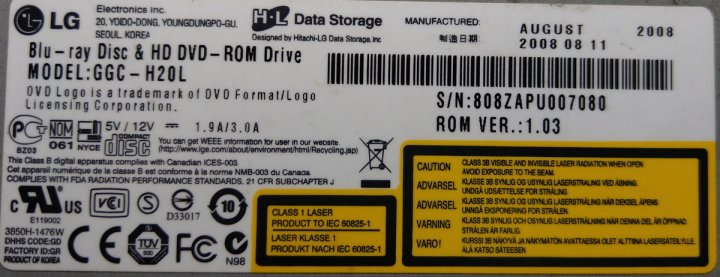 LG Electronics Inc.
20, YOIDO-DONG, YOUNGDUNGPO-GU.
SEOUL. KOREA
H·L Data Storage
Designed by Hitachi-LG Data Storage, Inc
MANUFACTURED: AUGUST 2008
制造日期: 2008 08 11
Blu-ray Disc & HD DVD-ROM Drive
MODEL:GGC-H20L
DVD Logo is a trademark of DVD Format/Logo
Licensing Corporation.
S/N:808ZAPU007080
ROM VER.:1.03
PG
BZ03
NOM
061
NYCE
COMPACT
disc
5V / 12V 1.9A/3.0A
You can get WEEE information for user in our website.
(http://www.lge.com/about/environment/html/Recycling.jsp)
This Class B digital apparatus complies with Canadian ICES-003.
Cet appareil numérique de la classe B est conforme à la norme NMB-003 du Canada
COMPLIES WITH FDA RADIATION PERFORMANCE STANDARDS, 21 CFR SUBCHAPTER J
c UL US
E119002
VCI
S
D33017
10
3850H-1476W
DHHS CODE:GD
FACTORY ID:GR
PRODUCT OF KOREA
CE
TÜV
FC
N98
CLASS 1 LASER
PRODUCT TO IEC 60825-1
LASER KLASSE 1
PRODUKT NACH IEC 60825-1
CAUTION CLASS 3B VISIBLE AND INVISIBLE LASER RADIATION WHEN OPEN.
AVOID EXPOSURE TO THE BEAM.
ADVARSEL KLASSE 3B SYNLIG OG USYNLIG LASERSTRÅLING VED ÅBNING
UNDGÅ UDSÆTTELSE FOR STRÅLING.
ADVARSEL KLASSE 3B SYNLIG OG USYNLIG LASERSTRÅLING NÅR DEKSEL ÅPNES
UNNGÅ EKSPONERING FOR STRÅLEN.
VARNING KLASS 3B SYNLIG OCH OSYNLIG LASERSTRÅLNING NÄR DENNA DEL ÄR ÖPPNAD.
STRÅLEN ÄR FARLIG.
VARO! KURSSI 3B NÄKYVÄ JA NÄKYMÄTÖN AVATTAESSA OLET ALTTIINA LASERSÄTEILYLLE.
ÄLÄ KATSO SÄTEESEEN